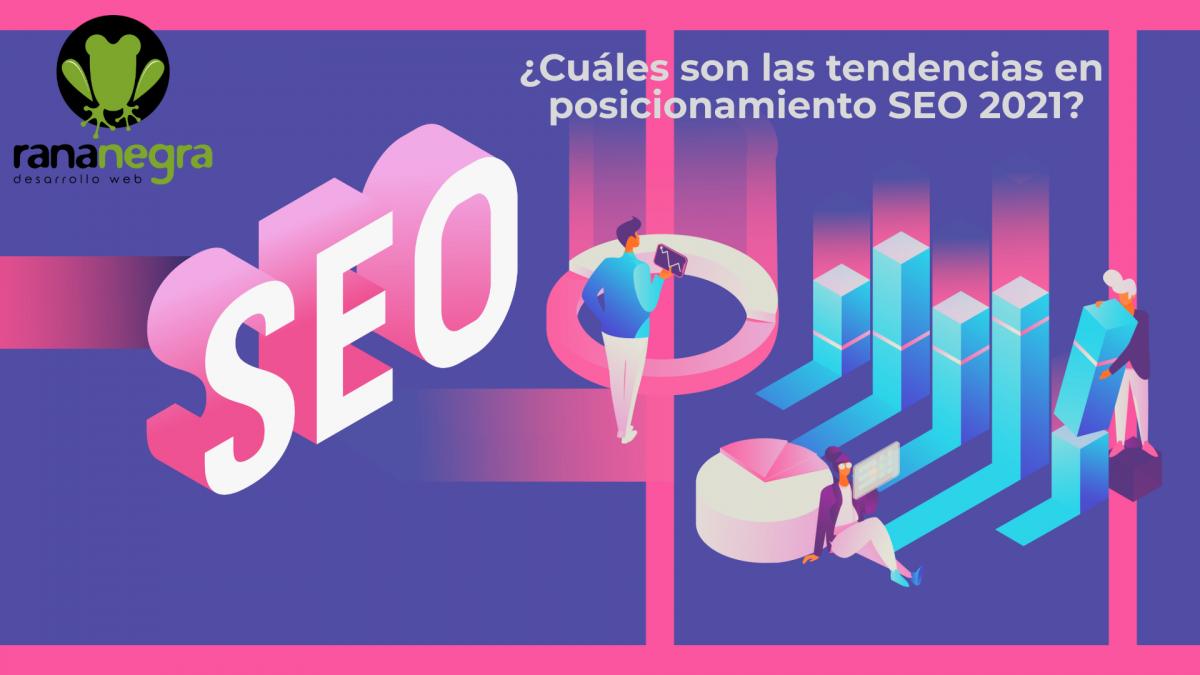 ¿Cuáles son las tendencias en
posicionamiento SEO 2021?
rananegra
desarrollo web
SEO